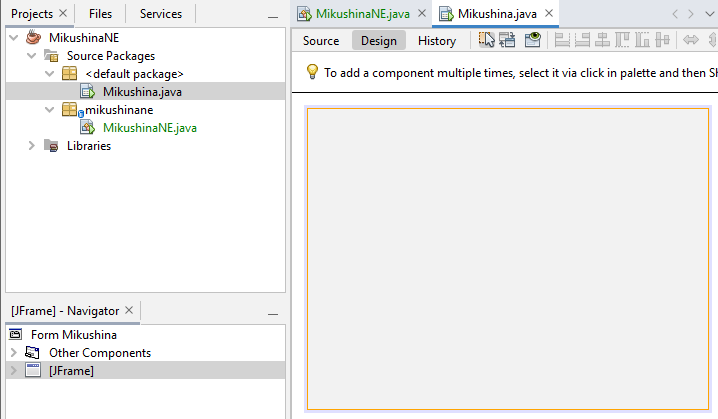 Projects Files Services
MikushinaNE
Source Packages
<default package>
Mikushina.java
mikushinane
MikushinaNE.java
Libraries
[JFrame] - Navigator
Form Mikushina
Other Components
[JFrame]
MikushinaNE.java Mikushina.java
Source Design History
To add a component multiple times, select it via click in palette and then SH